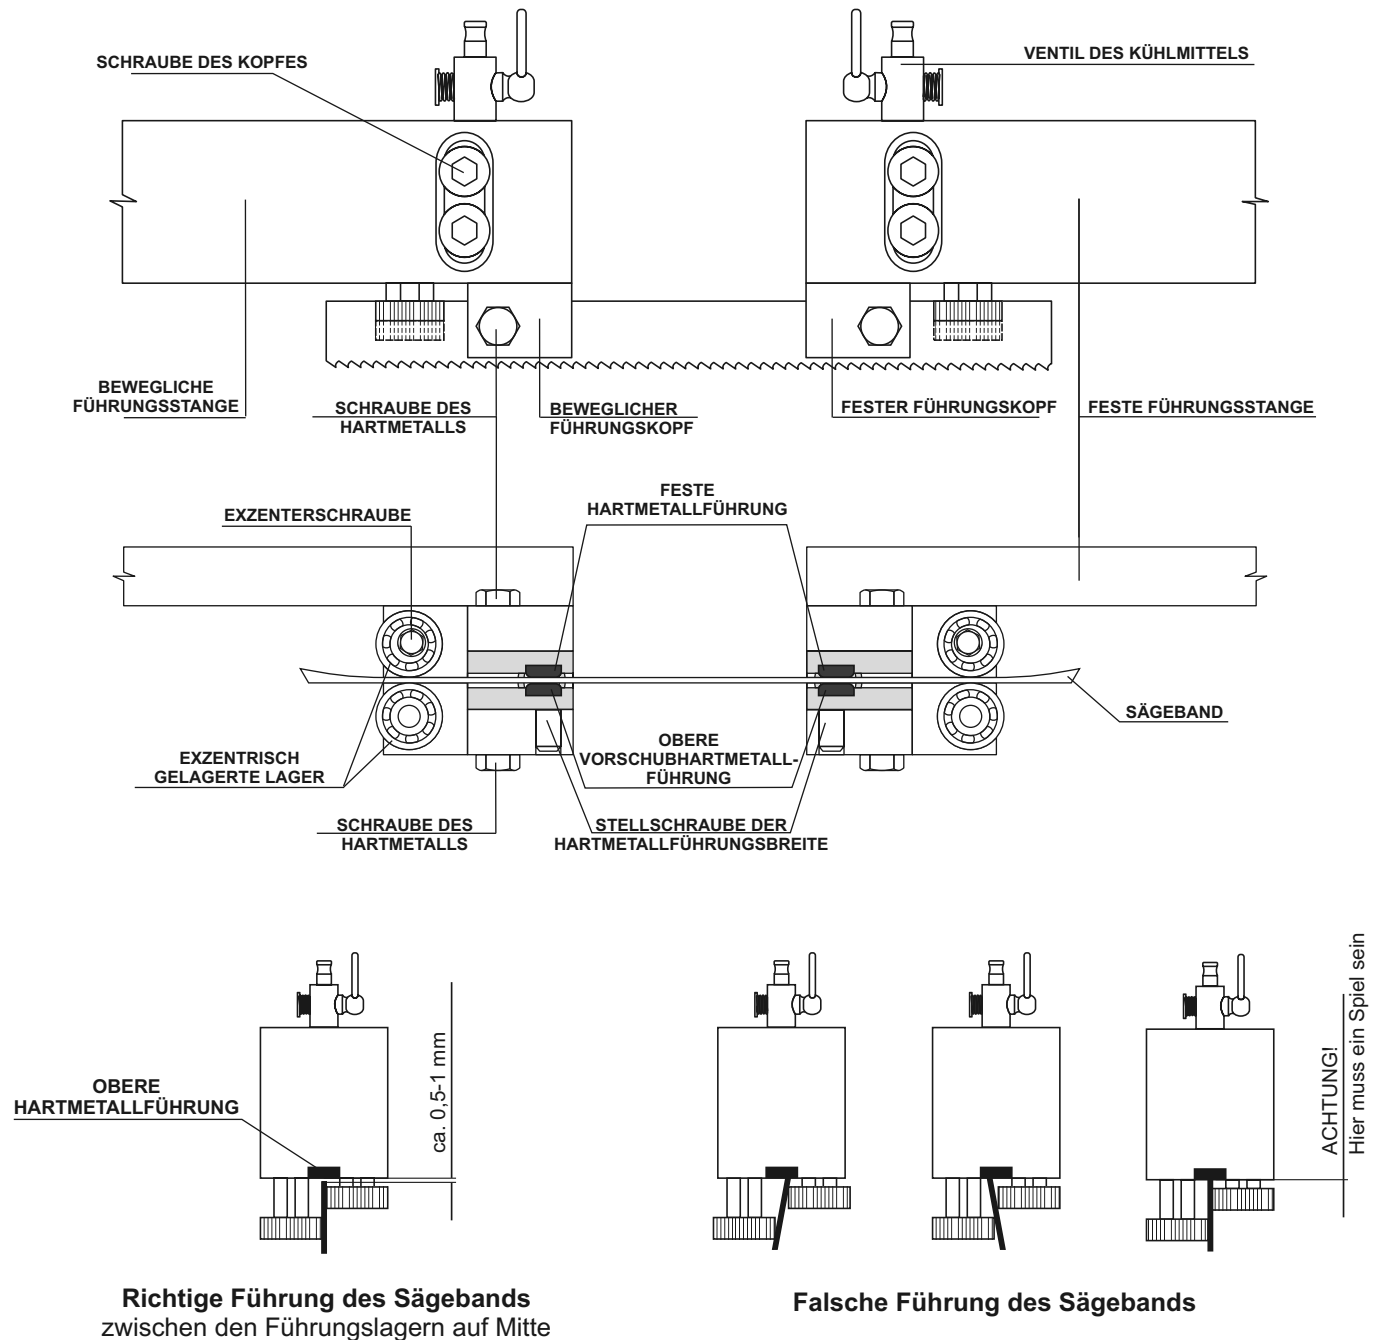 SCHRAUBE DES KOPFES
VENTIL DES KÜHLMITTELS
BEWEGLICHE
FÜHRUNGSSTANGE
SCHRAUBE DES
HARTMETALLS
BEWEGLICHER
FÜHRUNGSKOPF
FESTER FÜHRUNGSKOPF
FESTE FÜHRUNGSSTANGE
FESTE
HARTMETALLFÜHRUNG
EXZENTERSCHRAUBE
SÄGEBAND
EXZENTRISCH
GELAGERTE LAGER
OBERE
VORSCHUBHARTMETALL-
FÜHRUNG
SCHRAUBE DES
HARTMETALLS
STELLSCHRAUBE DER
HARTMETALLFÜHRUNGSBREITE
OBERE
HARTMETALLFÜHRUNG
ca. 0,5-1 mm
ACHTUNG!
Hier muss ein Spiel sein
Richtige Führung des Sägebands
zwischen den Führungslagern auf Mitte
Falsche Führung des Sägebands